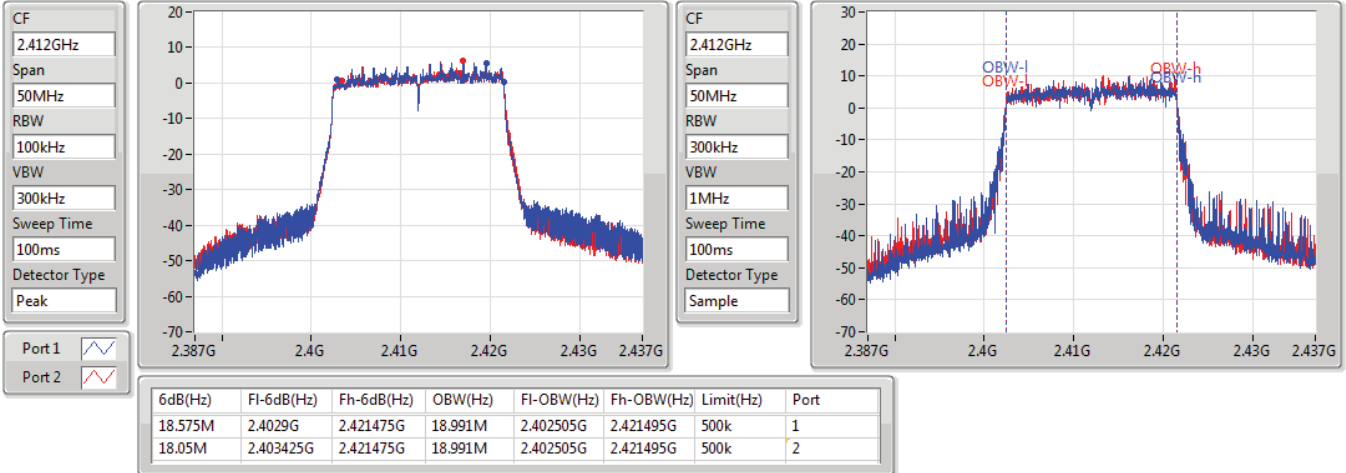 CF
2.412GHz
Span
50MHz
RBW
100kHz
VBW
300kHz
Sweep Time
100ms
Detector Type
Peak
Port 1
Port 2
20
10
0
-10
-20
-30
-40
-50
-60
-70
2.387G 2.4G 2.41G 2.42G 2.43G 2.437G
CF
2.412GHz
Span
50MHz
RBW
300kHz
VBW
1MHz
Sweep Time
100ms
Detector Type
Sample
30
20
10
0
-10
-20
-30
-40
-50
-60
-70
OBW-l OBW-h
OBW-l OBW-h
2.387G 2.4G 2.41G 2.42G 2.43G 2.437G
6dB(Hz) Fl-6dB(Hz) Fh-6dB(Hz) OBW(Hz) Fl-OBW(Hz) Fh-OBW(Hz) Limit(Hz) Port
18.575M 2.4029G 2.421475G 18.991M 2.402505G 2.421495G 500k 1
18.05M 2.403425G 2.421475G 18.991M 2.402505G 2.421495G 500k 2